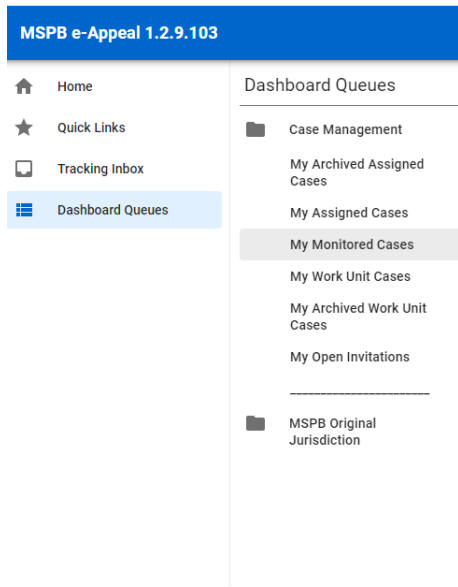 MSPB e-Appeal 1.2.9.103
Home
Quick Links
Tracking Inbox
Dashboard Queues
Dashboard Queues
Case Management
My Archived Assigned
Cases
My Assigned Cases
My Monitored Cases
My Work Unit Cases
My Archived Work Unit
Cases
My Open Invitations
_______________________
MSPB Original
Jurisdiction